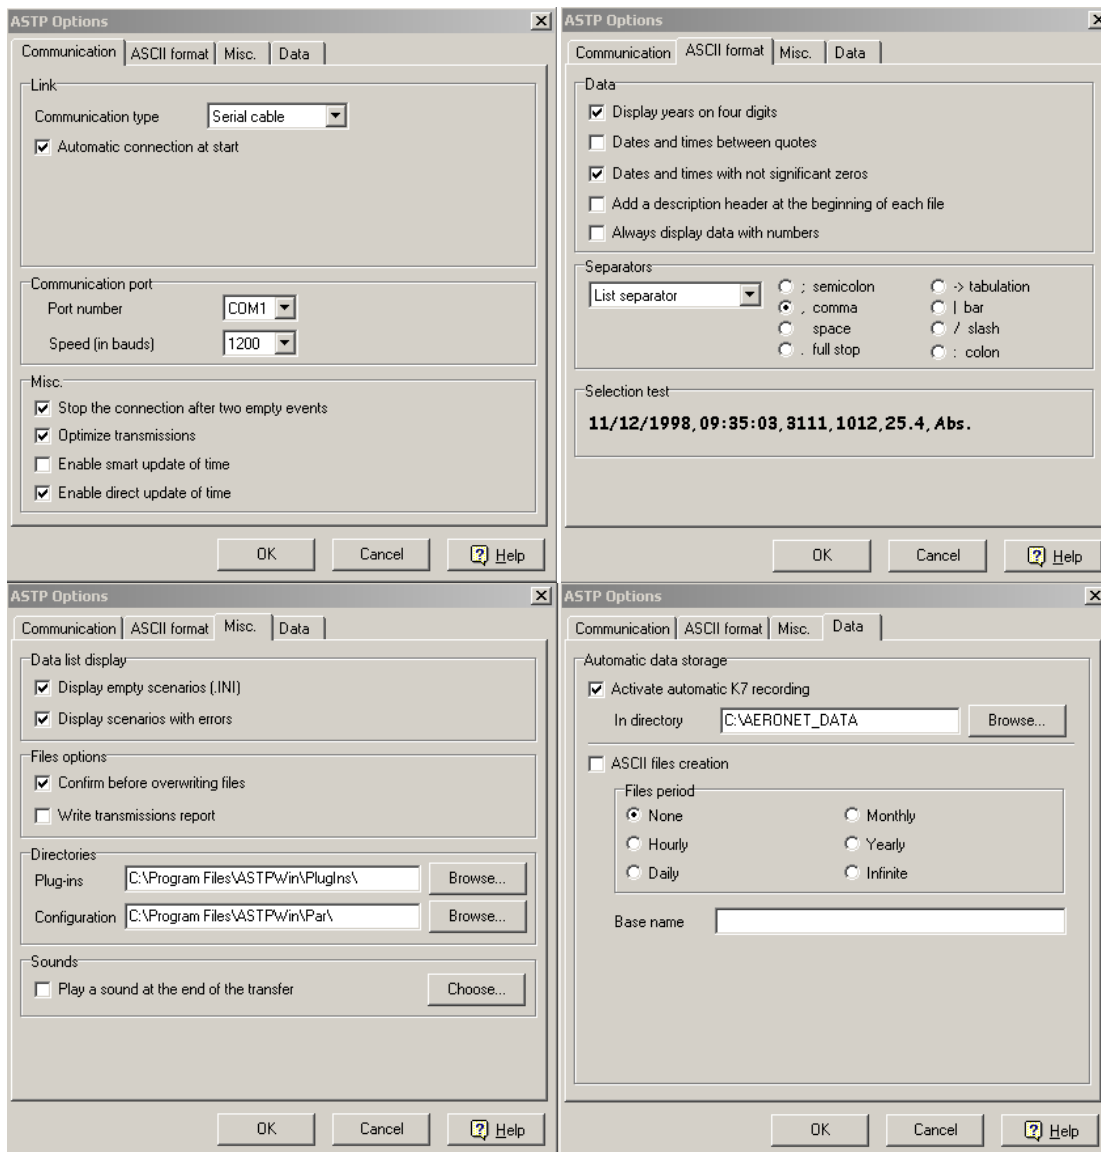 ASTP Options
Communication ASCII format Misc. Data
Link
Communication type Serial cable
Automatic connection at start
Communication port
Port number COM1
Speed (in bauds) 1200
Misc.
Stop the connection after two empty events
Optimize transmissions
Enable smart update of time
Enable direct update of time
OK Cancel Help
ASTP Options
Communication ASCII format Misc. Data
Data
Display years on four digits
Dates and times between quotes
Dates and times with not significant zeros
Add a description header at the beginning of each file
Always display data with numbers
Separators
List separator
; semicolon -> tabulation
, comma | bar
space / slash
. full stop : colon
Selection test
11/12/1998,09:35:03,3111,1012,25.4,Abs.
OK Cancel Help
ASTP Options
Communication ASCII format Misc. Data
Data list display
Display empty scenarios (.INI)
Display scenarios with errors
Files options
Confirm before overwriting files
Write transmissions report
Directories
Plug-ins C:\Program Files\ASTPWin\PlugIns\ Browse...
Configuration C:\Program Files\ASTPWin\Par\ Browse...
Sounds
Play a sound at the end of the transfer Choose...
OK Cancel Help
ASTP Options
Communication ASCII format Misc. Data
Automatic data storage
Activate automatic K7 recording
In directory C:\AERONET_DATA Browse...
ASCII files creation
Files period
None Monthly
Hourly Yearly
Daily Infinite
Base name
OK Cancel Help